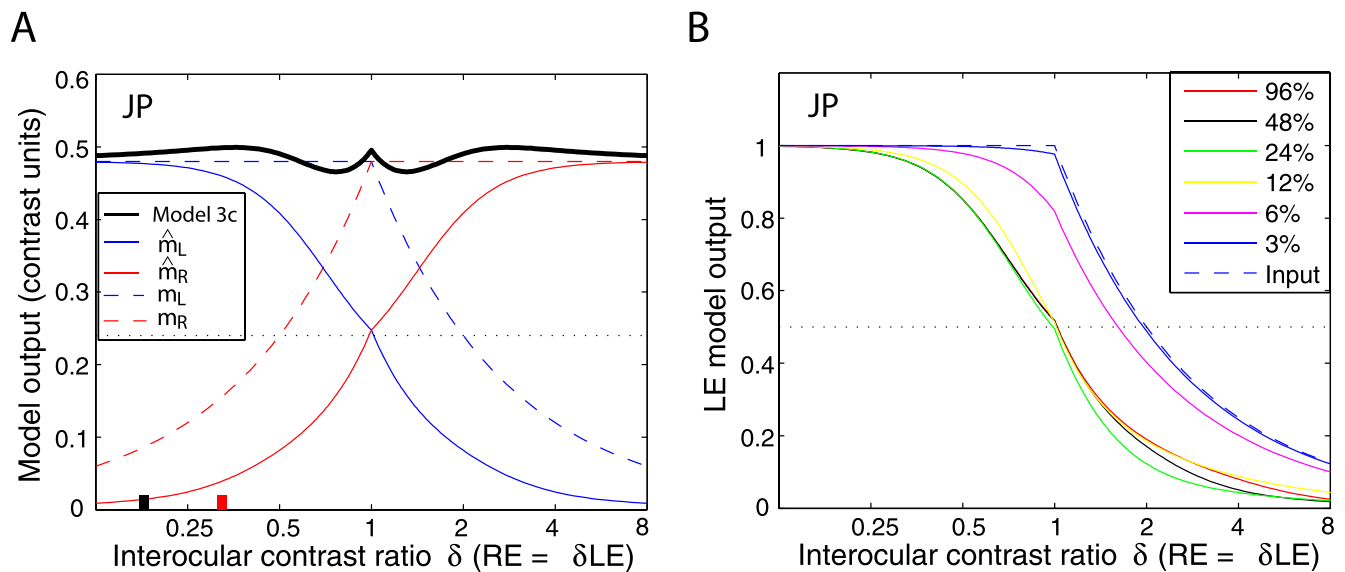 A
B
JP
Model output (contrast units)
0.6
0.5
0.4
0.3
0.2
0.1
0
Model 3c
m̂L
m̂R
mL
mR
0.25 0.5 1 2 4 8
Interocular contrast ratio δ (RE = δLE)
JP
LE model output
1
0.8
0.6
0.4
0.2
0
96%
48%
24%
12%
6%
3%
Input
0.25 0.5 1 2 4 8
Interocular contrast ratio δ (RE = δLE)